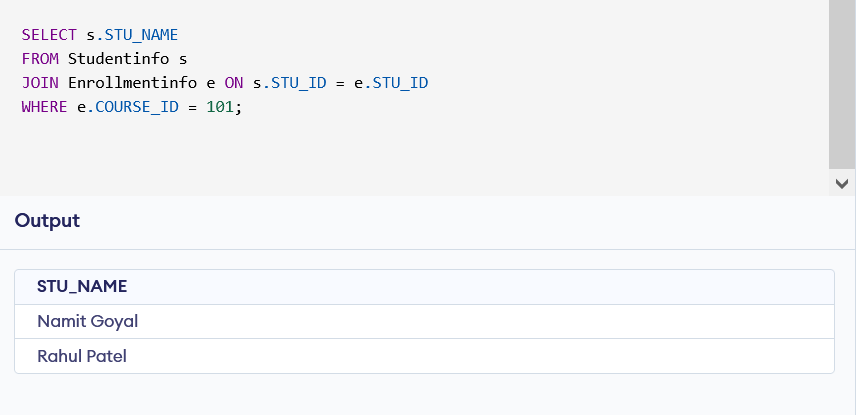 SELECT s.STU_NAME
FROM Studentinfo s
JOIN Enrollmentinfo e ON s.STU_ID = e.STU_ID
WHERE e.COURSE_ID = 101;
Output
STU_NAME
Namit Goyal
Rahul Patel